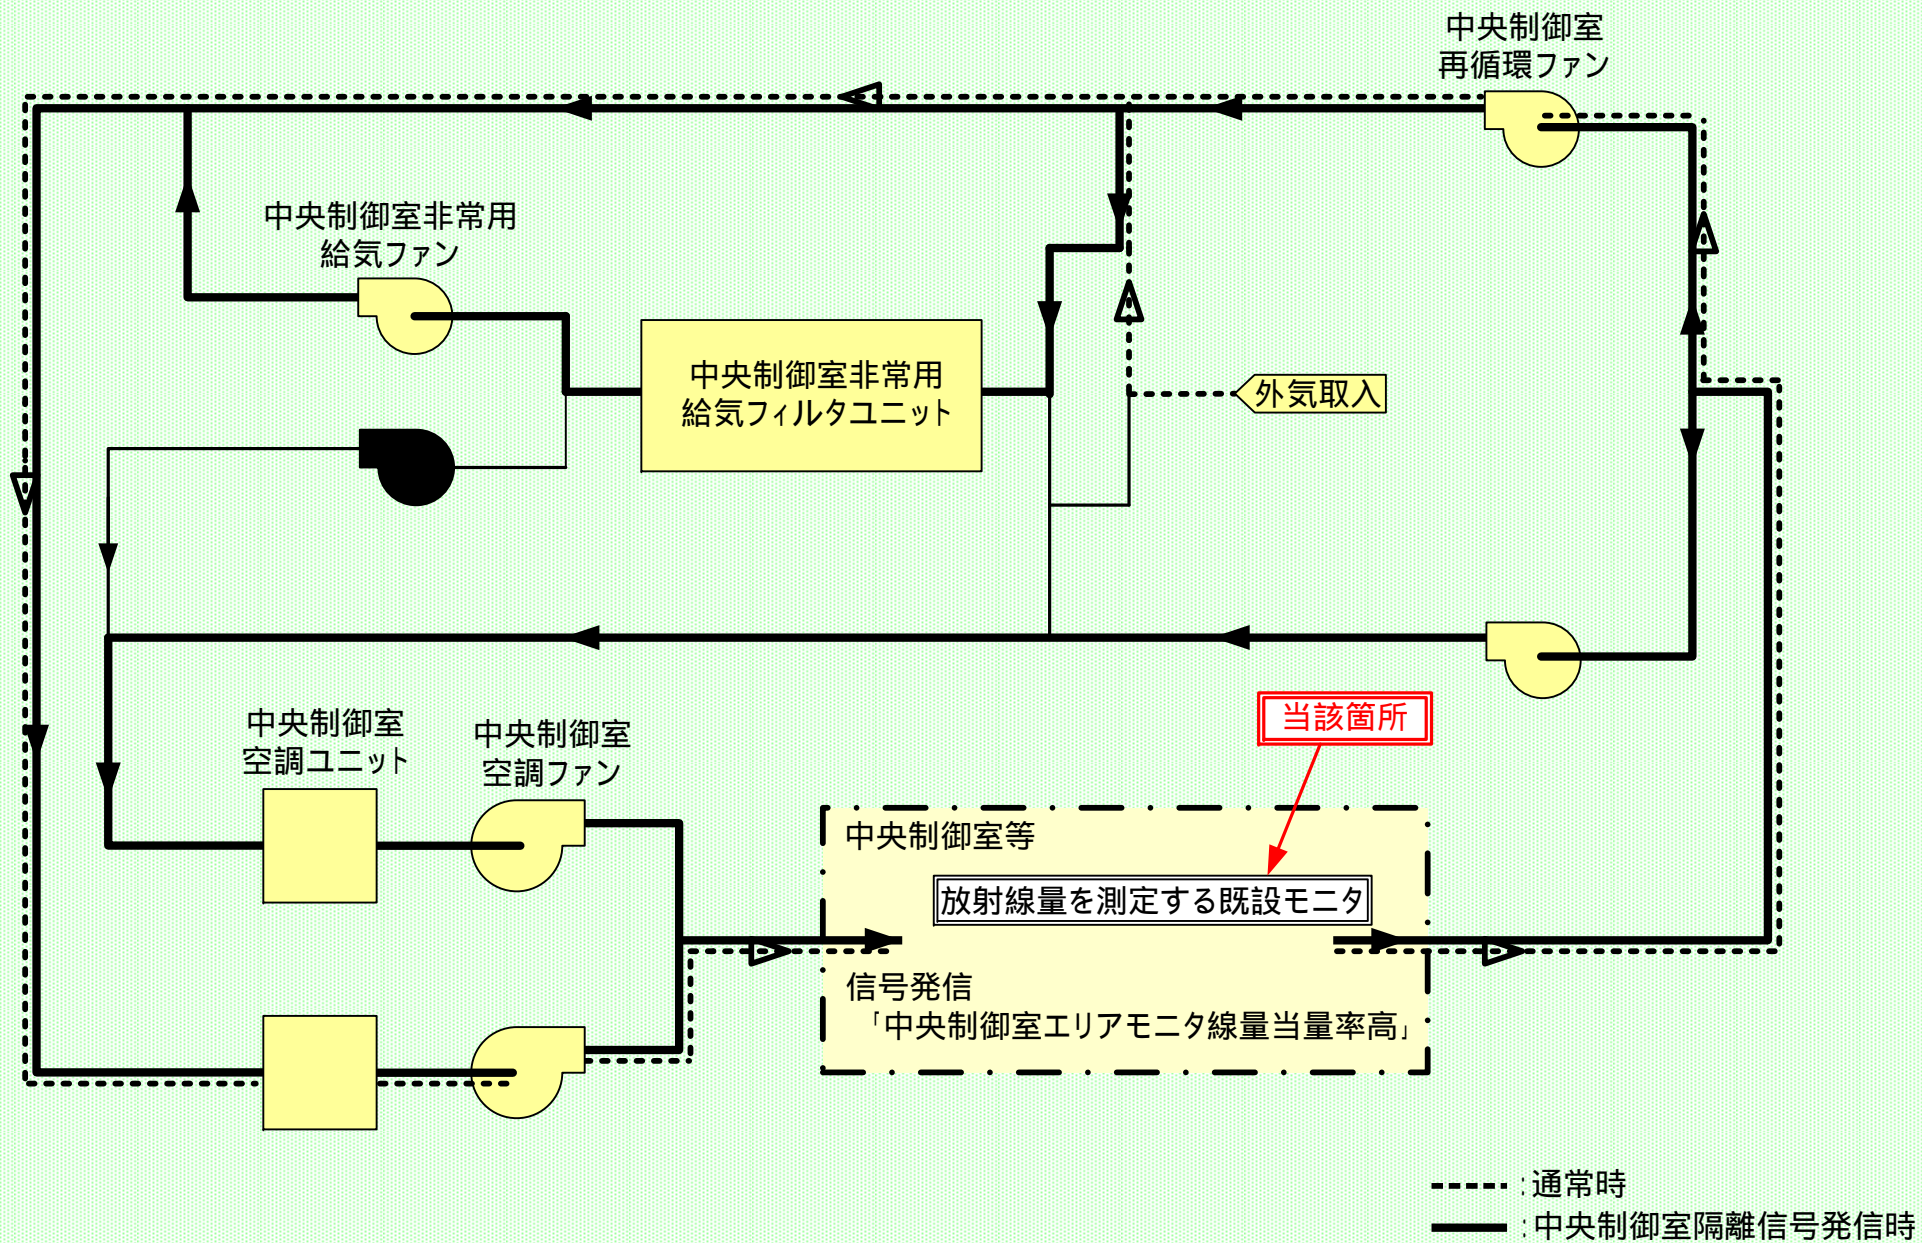 中央制御室
再循環ファン
中央制御室非常用
給気ファン
中央制御室非常用
給気フィルタユニット
外気取入
中央制御室
空調ユニット
中央制御室
空調ファン
当該箇所
中央制御室等
放射線量を測定する既設モニタ
信号発信
「中央制御室エリアモニタ線量当量率高」
:通常時
:中央制御室隔離信号発信時